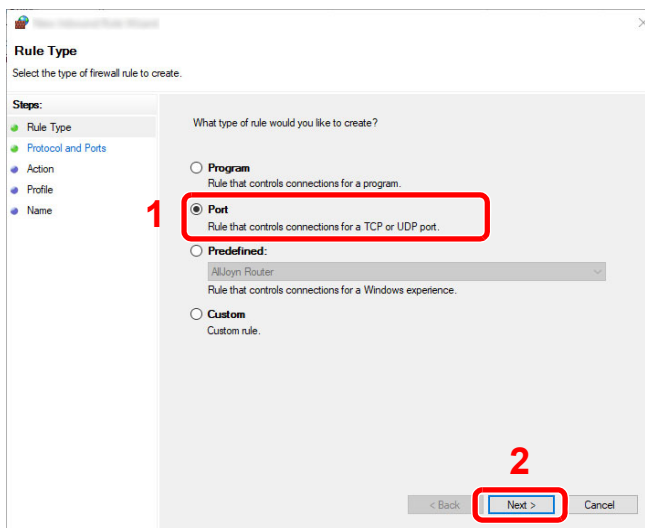 Rule Type
Select the type of firewall rule to create.
Steps:
Rule Type
Protocol and Ports
Action
Profile
Name
What type of rule would you like to create?
Program
Rule that controls connections for a program.
1
Port
Rule that controls connections for a TCP or UDP port.
Predefined:
AllJoyn Router
Rule that controls connections for a Windows experience.
Custom
Custom rule.
2
< Back
Next >
Cancel